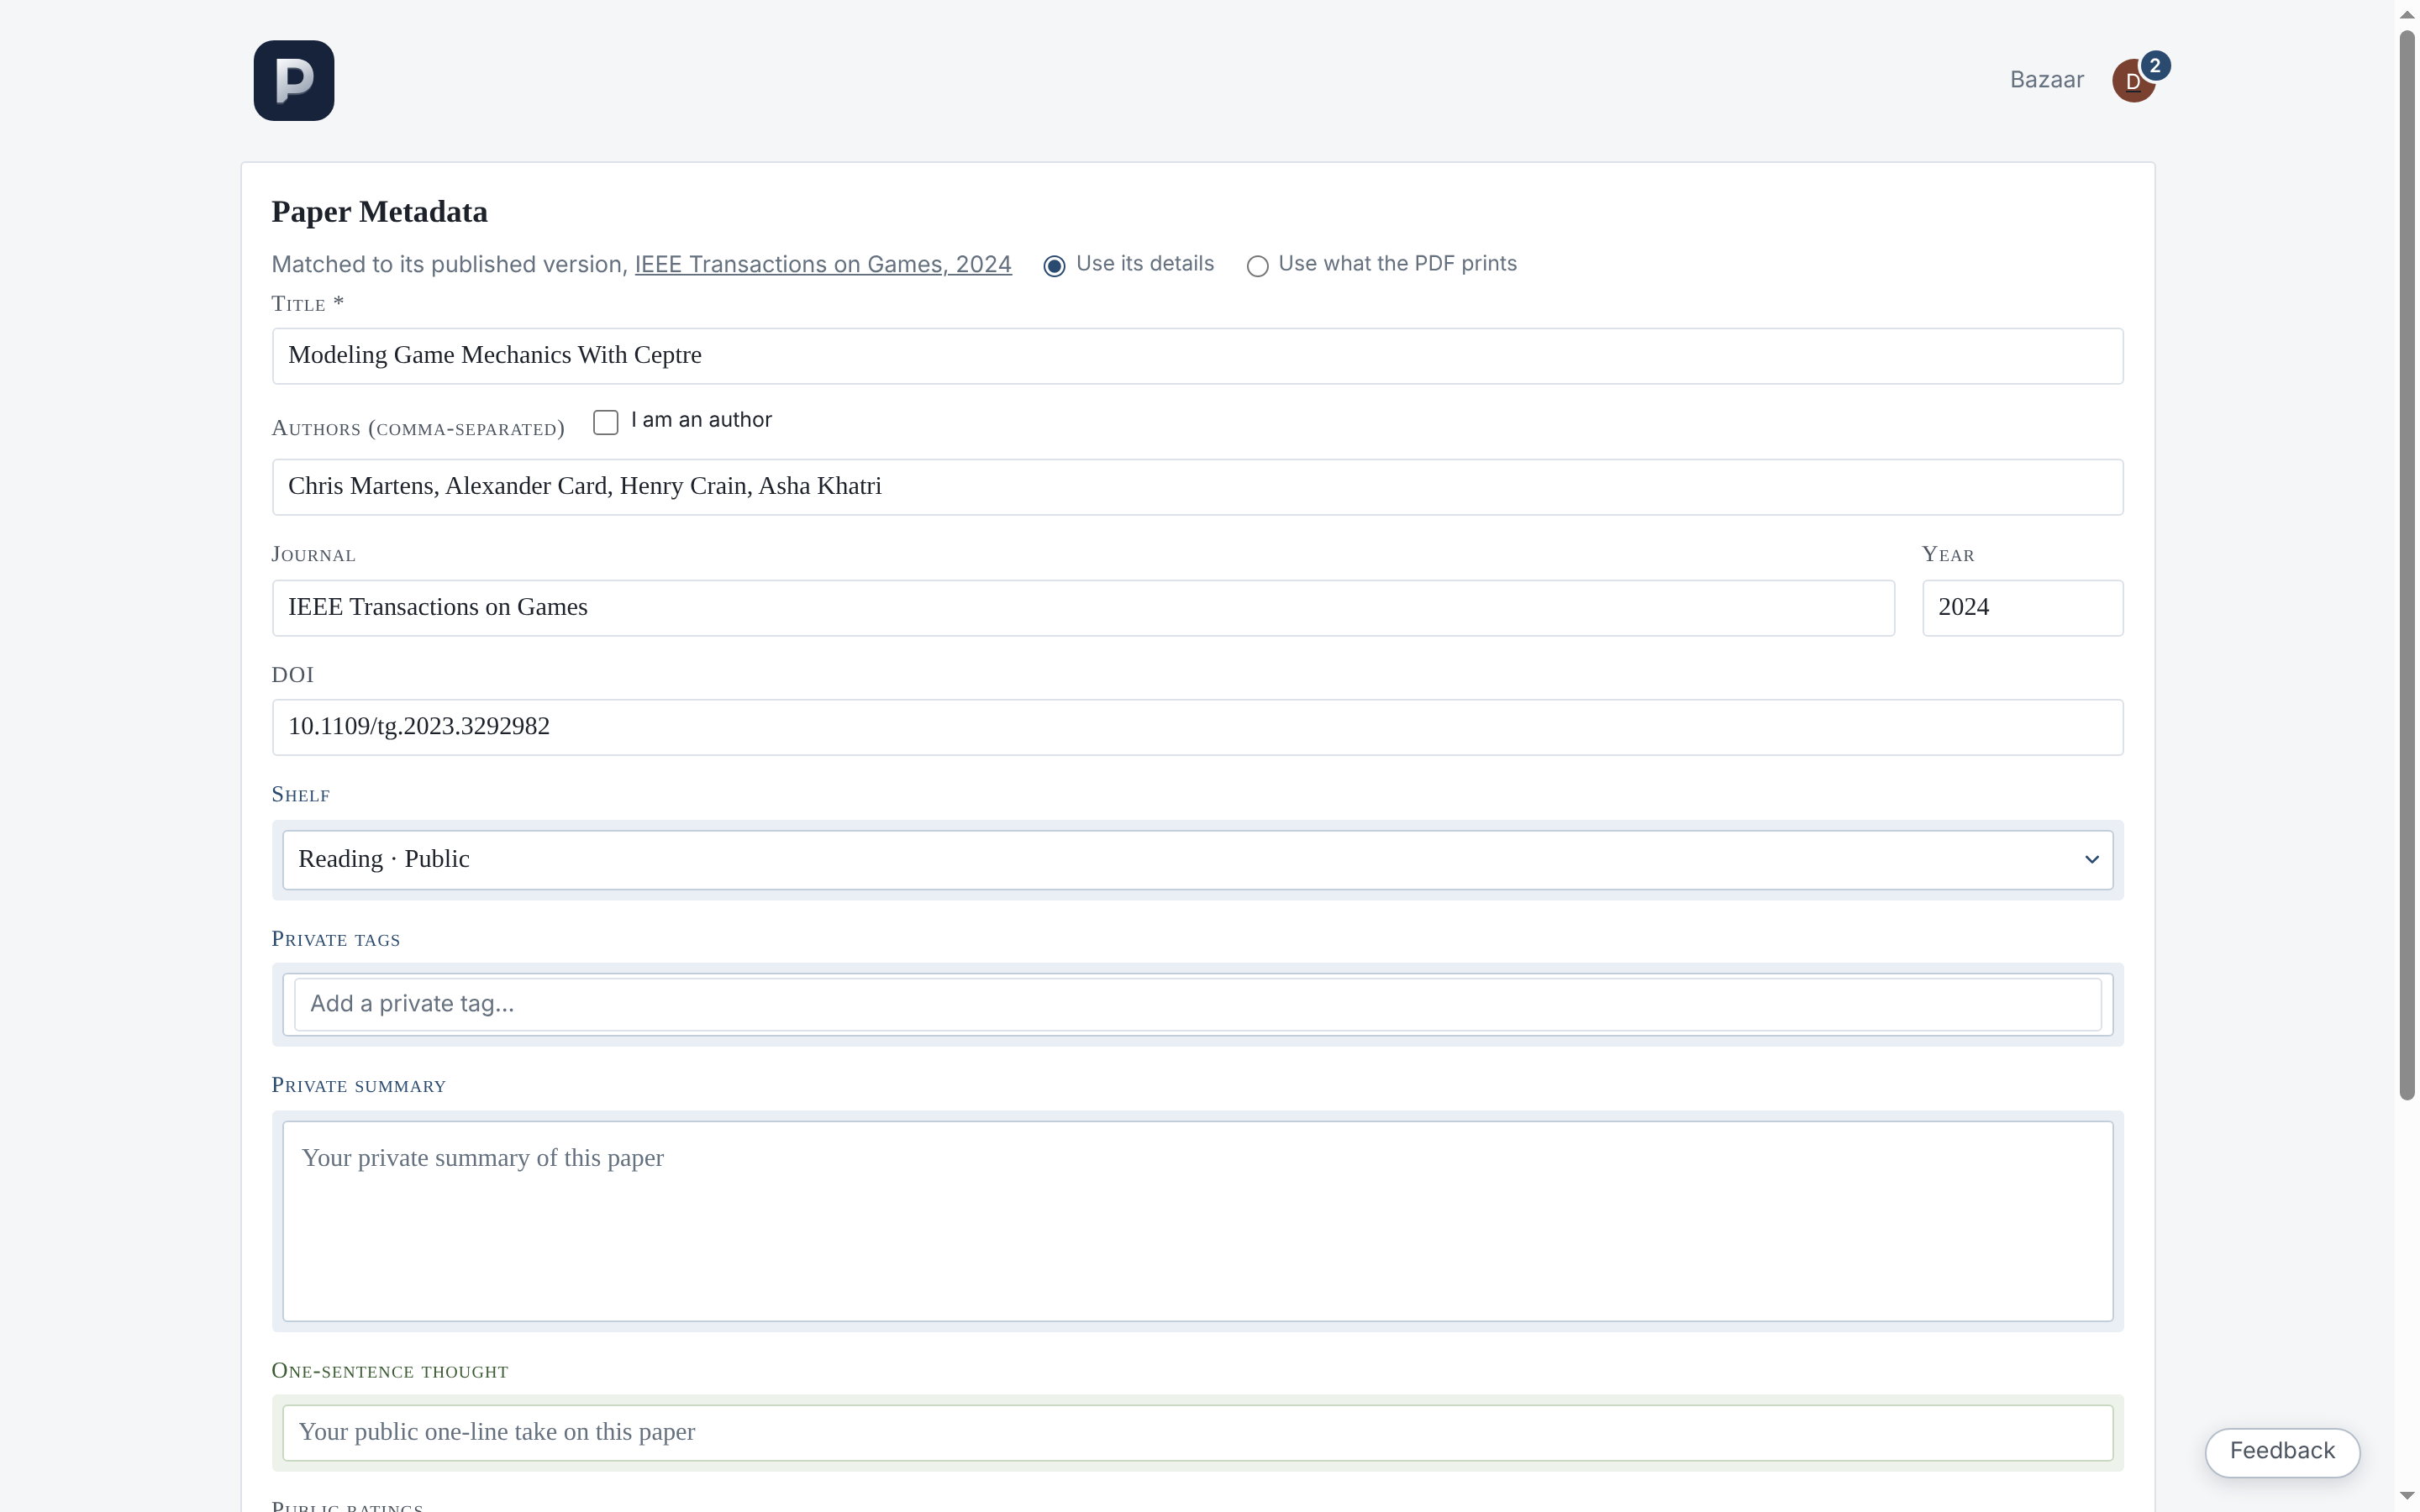 P
Bazaar
D
2
Paper Metadata
Matched to its published version, IEEE Transactions on Games, 2024 Use its details Use what the PDF prints
Title *
Modeling Game Mechanics With Ceptre
Authors (comma-separated) I am an author
Chris Martens, Alexander Card, Henry Crain, Asha Khatri
Journal Year
IEEE Transactions on Games 2024
DOI
10.1109/tg.2023.3292982
Shelf
Reading · Public
Private tags
Add a private tag...
Private summary
Your private summary of this paper
One-sentence thought
Your public one-line take on this paper
Feedback
Public ratings